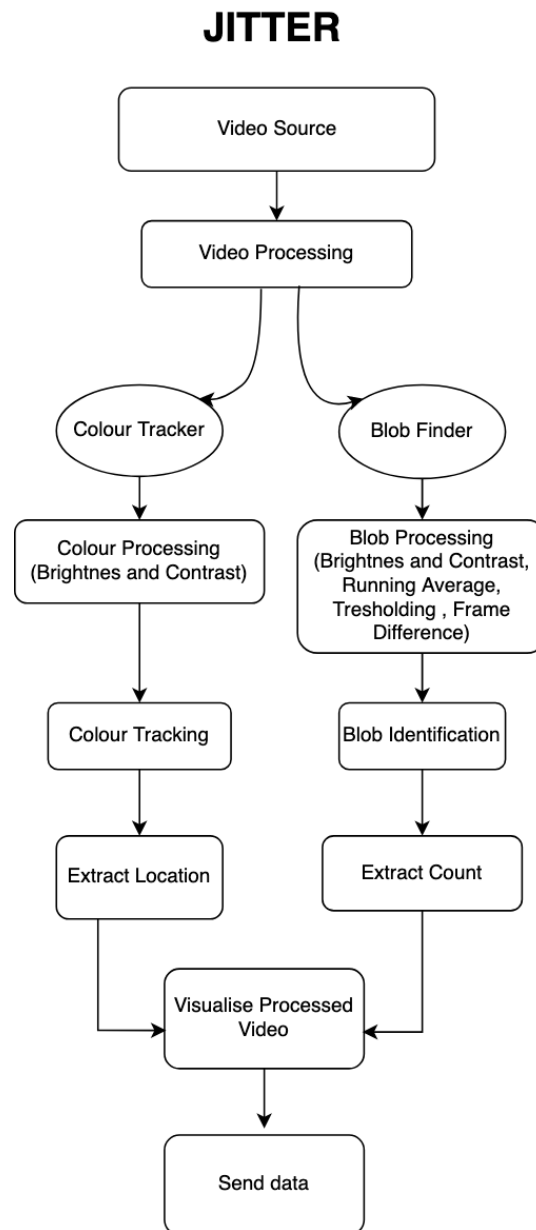 JITTER
Video Source
Video Processing
Colour Tracker
Blob Finder
Colour Processing
(Brightnes and Contrast)
Blob Processing
(Brightnes and Contrast,
Running Average,
Tresholding , Frame
Difference)
Colour Tracking
Blob Identification
Extract Location
Extract Count
Visualise Processed
Video
Send data